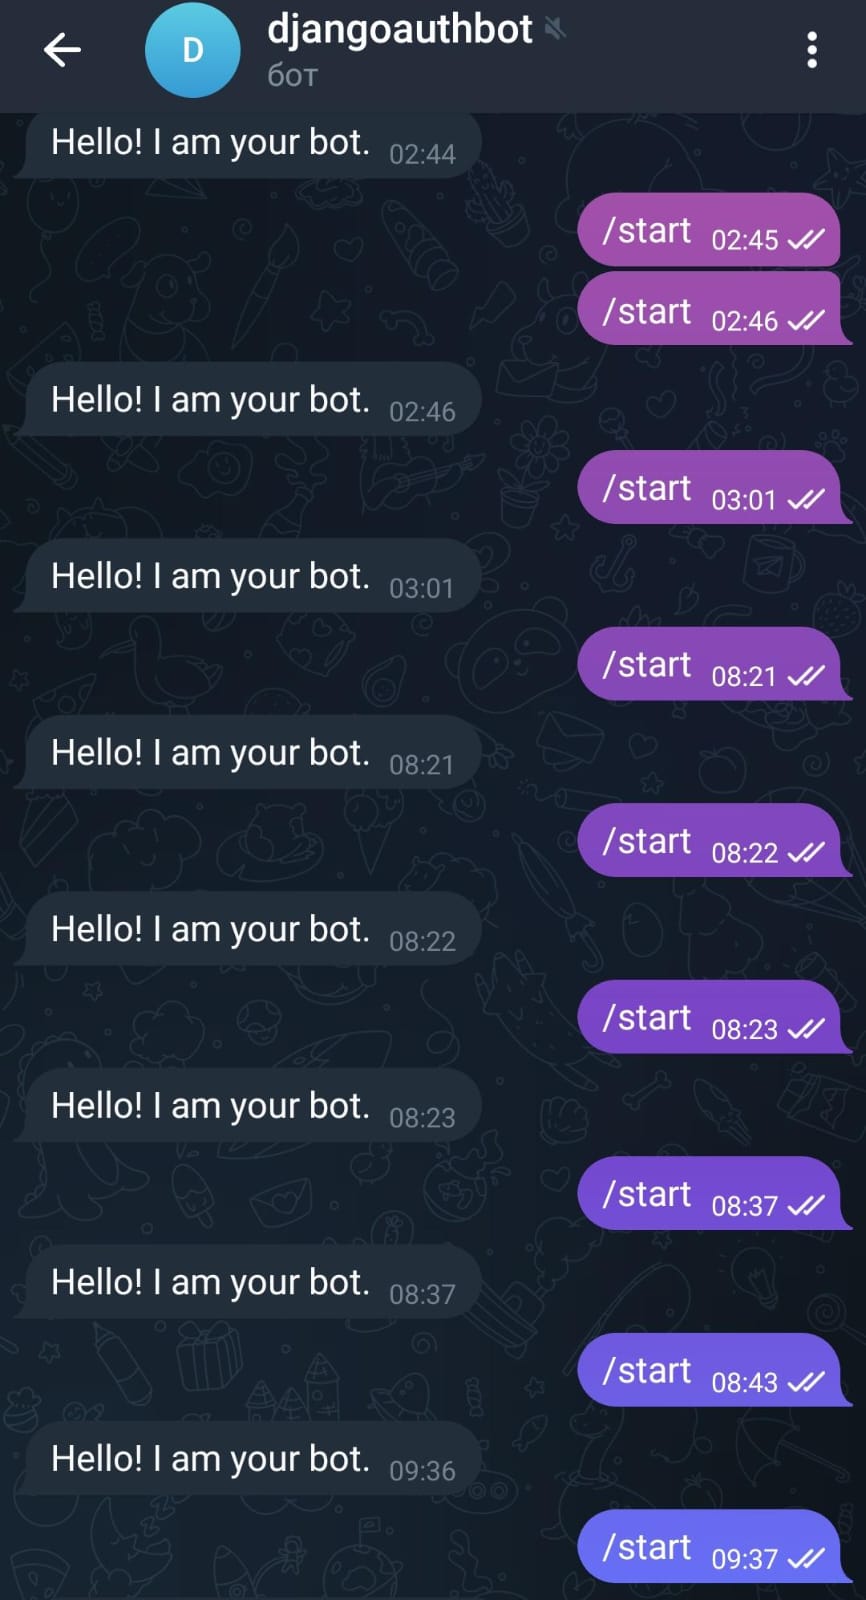 D
djangoauthbot
бот
Hello! I am your bot. 02:44
/start 02:45
/start 02:46
Hello! I am your bot. 02:46
/start 03:01
Hello! I am your bot. 03:01
/start 08:21
Hello! I am your bot. 08:21
/start 08:22
Hello! I am your bot. 08:22
/start 08:23
Hello! I am your bot. 08:23
/start 08:37
Hello! I am your bot. 08:37
/start 08:43
Hello! I am your bot. 09:36
/start 09:37